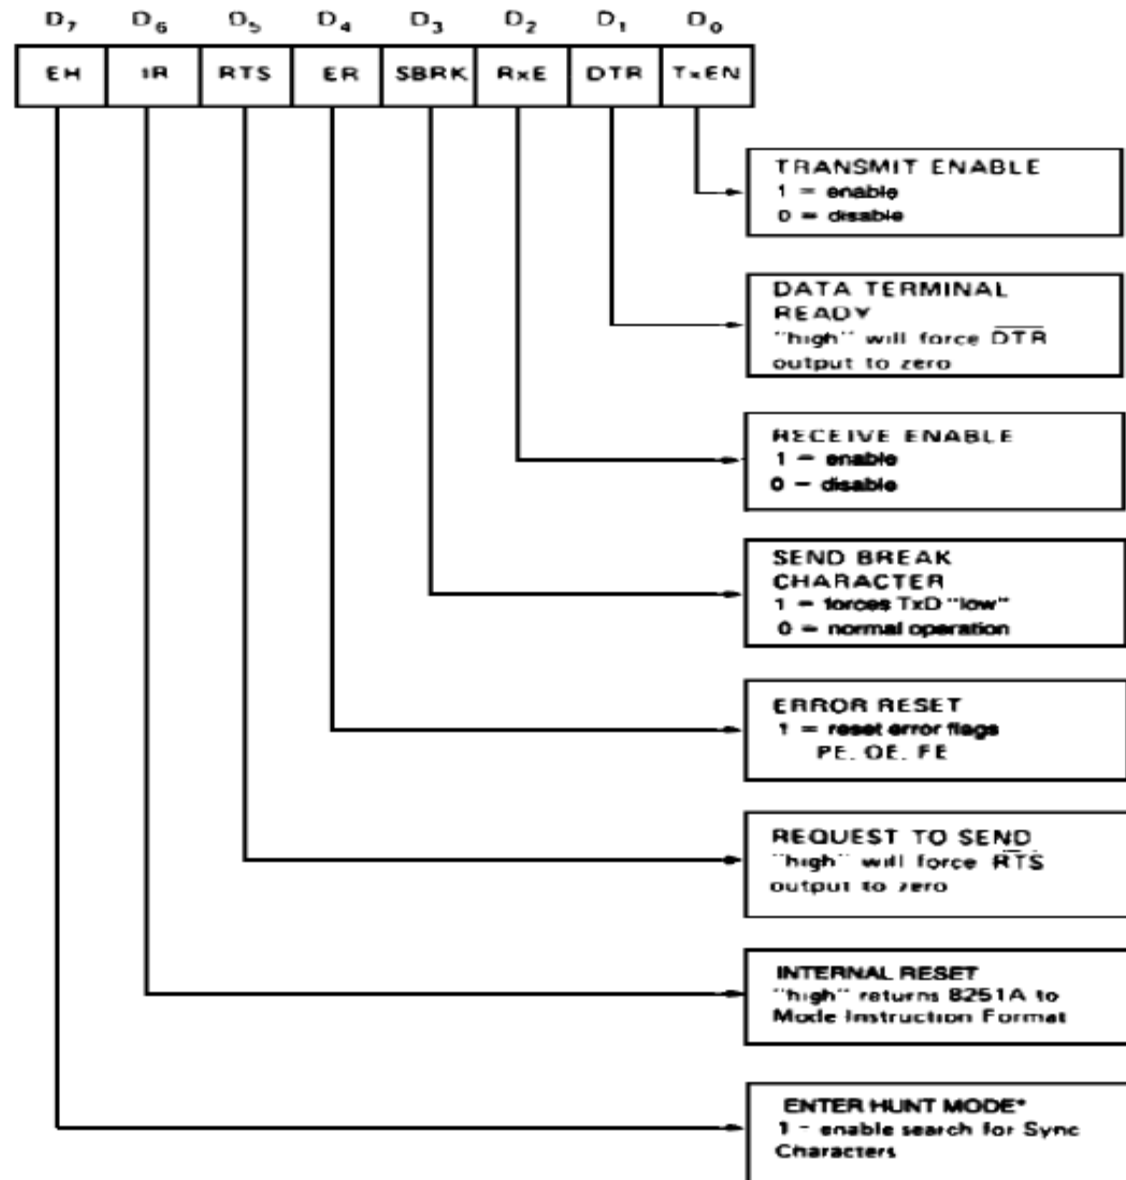 D7 D6 D5 D4 D3 D2 D1 D0
EH IR RTS ER SBRK RxE DTR TxEN
TRANSMIT ENABLE
1 = enable
0 = disable
DATA TERMINAL
READY
"high" will force D̅T̅R̅
output to zero
RECEIVE ENABLE
1 = enable
0 = disable
SEND BREAK
CHARACTER
1 = forces TxD "low"
0 = normal operation
ERROR RESET
1 = reset error flags
PE, OE, FE
REQUEST TO SEND
"high" will force R̅T̅S̅
output to zero
INTERNAL RESET
"high" returns 8251A to
Mode Instruction Format
ENTER HUNT MODE*
1 - enable search for Sync
Characters